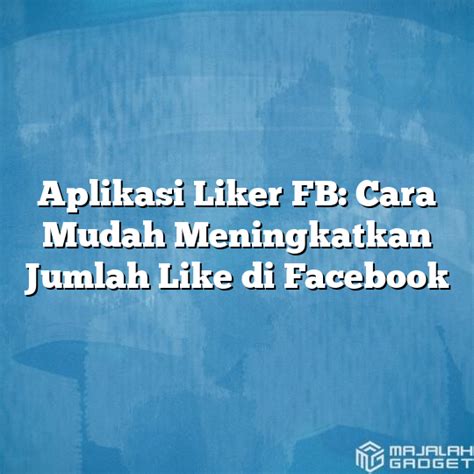 Aplikasi Liker FB: Cara
Mudah Meningkatkan
Jumlah Like di Facebook
MAJALAH
GADGET